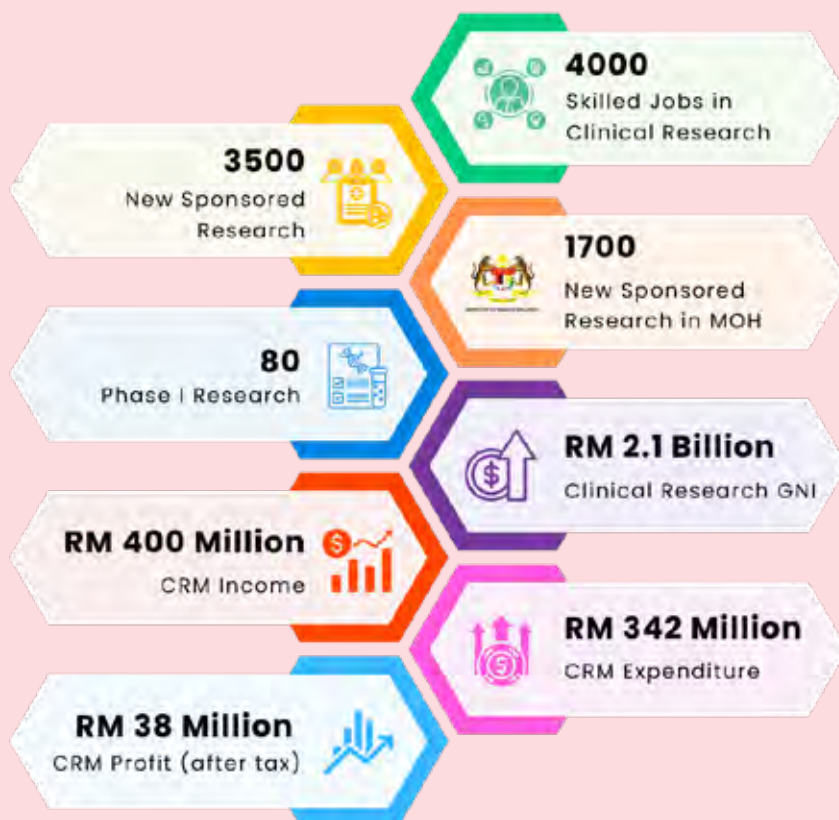 4000
Skilled Jobs in
Clinical Research
3500
New Sponsored
Research
1700
New Sponsored
Research in MOH
80
Phase I Research
RM 2.1 Billion
Clinical Research GNI
RM 400 Million
CRM Income
RM 342 Million
CRM Expenditure
RM 38 Million
CRM Profit (after tax)